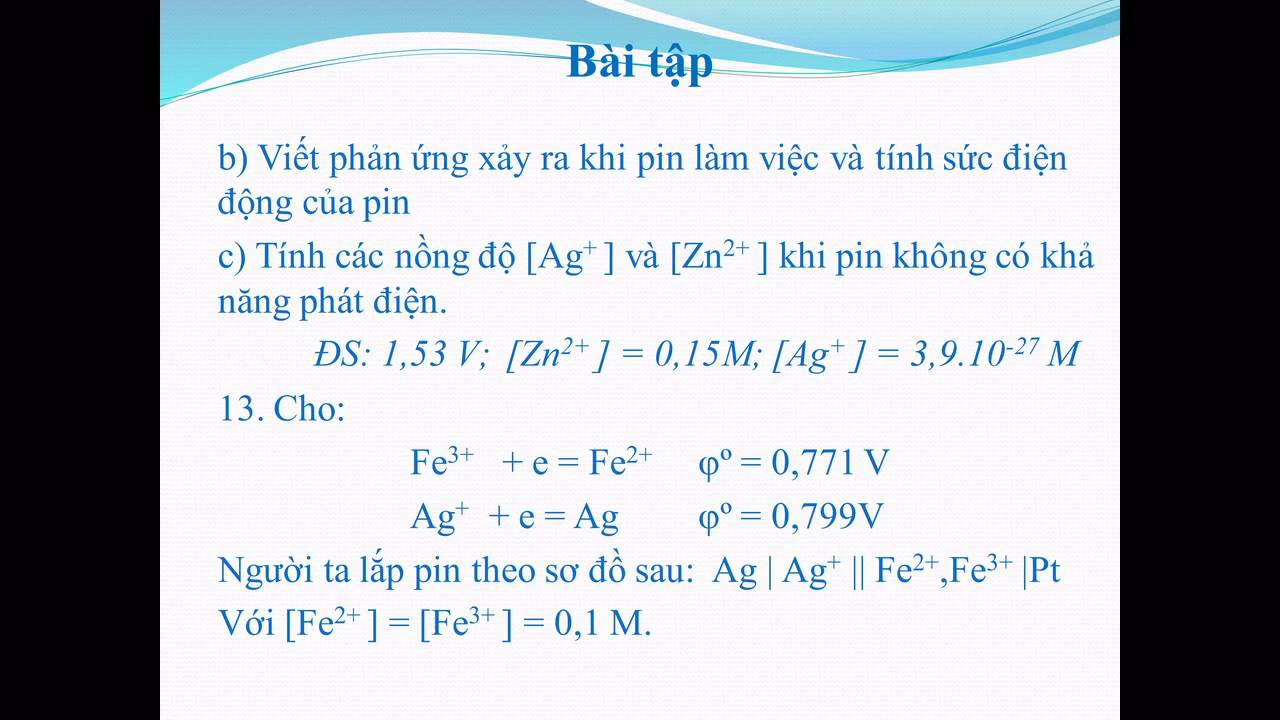 Bài tập
b) Viết phản ứng xảy ra khi pin làm việc và tính sức điện
động của pin
c) Tính các nồng độ [Ag⁺ ] và [Zn²⁺ ] khi pin không có khả
năng phát điện.
ĐS: 1,53 V; [Zn²⁺ ] = 0,15M; [Ag⁺ ] = 3,9.10⁻²⁷ M
13. Cho:
Fe³⁺ + e = Fe²⁺ φº = 0,771 V
Ag⁺ + e = Ag φº = 0,799V
Người ta lắp pin theo sơ đồ sau: Ag | Ag⁺ || Fe²⁺,Fe³⁺ |Pt
Với [Fe²⁺ ] = [Fe³⁺ ] = 0,1 M.